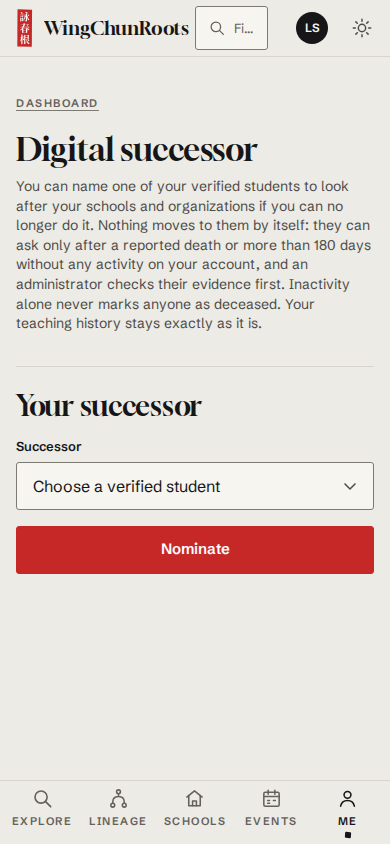 詠春根
WingChunRoots
Fi...
LS
DASHBOARD
Digital successor
You can name one of your verified students to look
after your schools and organizations if you can no
longer do it. Nothing moves to them by itself: they can
ask only after a reported death or more than 180 days
without any activity on your account, and an
administrator checks their evidence first. Inactivity
alone never marks anyone as deceased. Your
teaching history stays exactly as it is.
Your successor
Successor
Choose a verified student
Nominate
EXPLORE
LINEAGE
SCHOOLS
EVENTS
ME